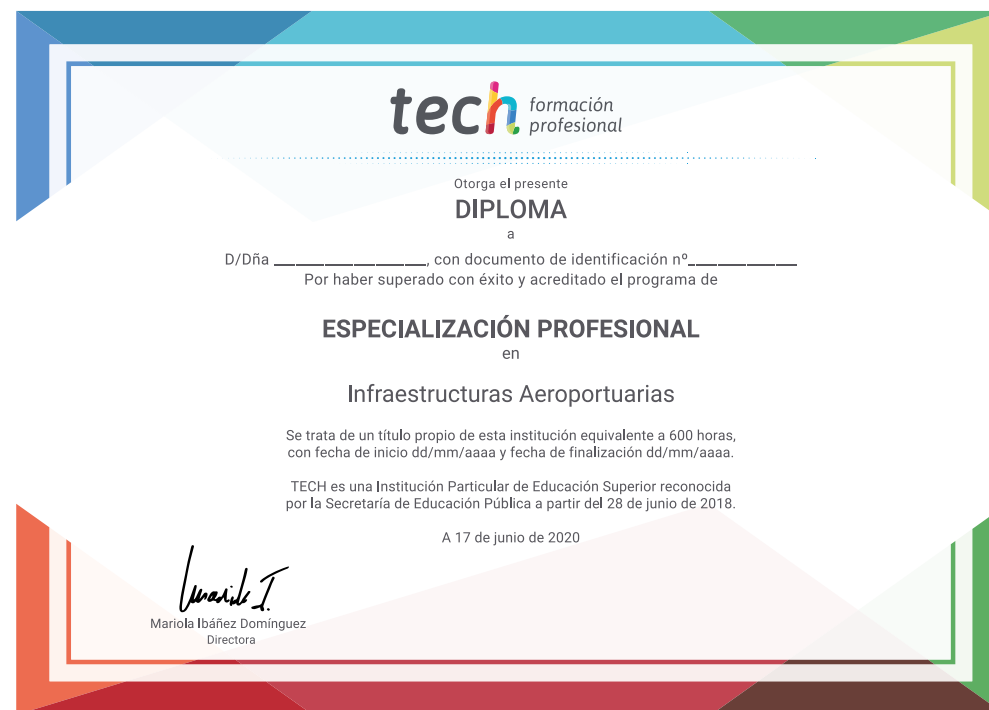 tech formación
profesional
Otorga el presente
DIPLOMA
a
D/Dña ______________, con documento de identificación nº__________
Por haber superado con éxito y acreditado el programa de
ESPECIALIZACIÓN PROFESIONAL
en
Infraestructuras Aeroportuarias
Se trata de un título propio de esta institución equivalente a 600 horas,
con fecha de inicio dd/mm/aaaa y fecha de finalización dd/mm/aaaa.
TECH es una Institución Particular de Educación Superior reconocida
por la Secretaría de Educación Pública a partir del 28 de junio de 2018.
A 17 de junio de 2020
Mariola Ibáñez Domínguez
Directora